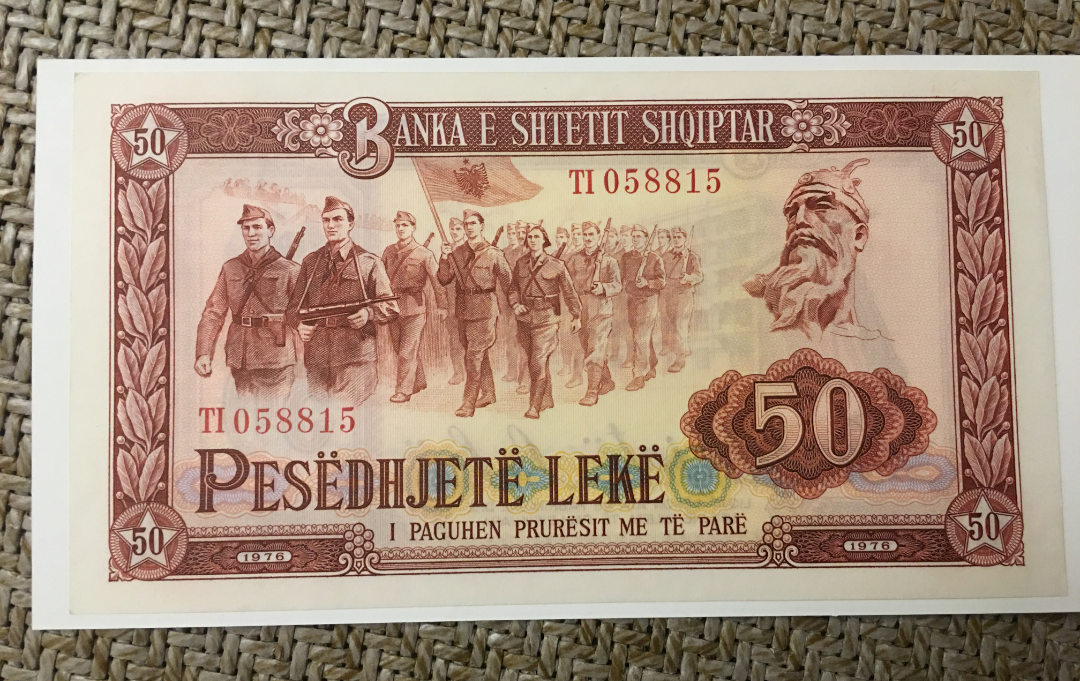 50 BANKA E SHTETIT SHQIPTAR 50
TI 058815
TI 058815
50
PESËDHJETË LEKË
I PAGUHEN PRURËSIT ME TË PARË
50 1976 1976 50